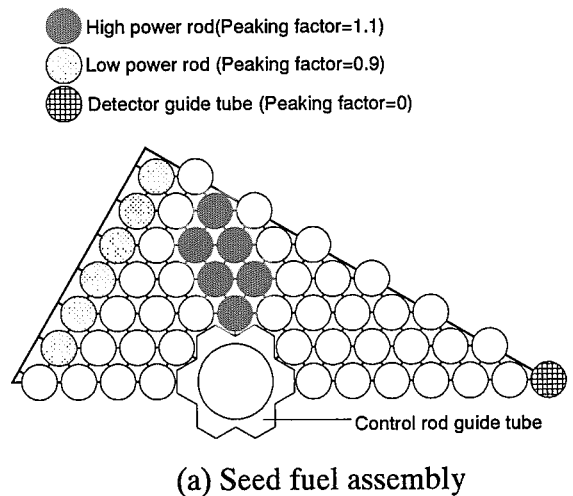 High power rod(Peaking factor=1.1)
Low power rod (Peaking factor=0.9)
Detector guide tube (Peaking factor=0)
Control rod guide tube
(a) Seed fuel assembly